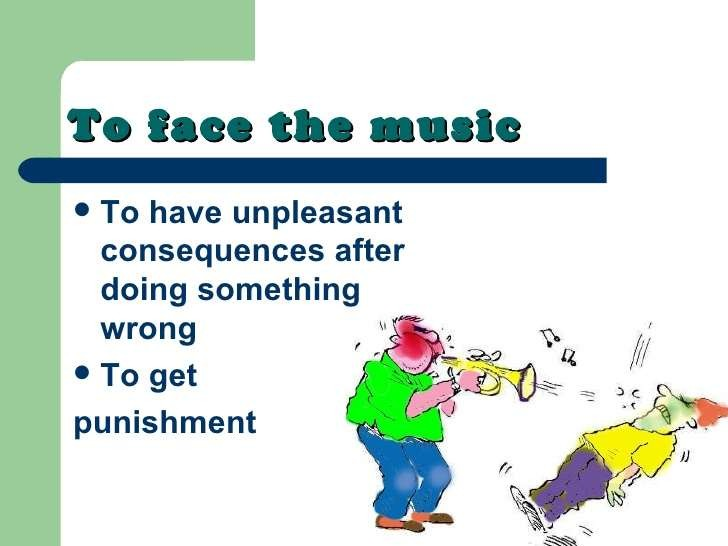 To face the music
To have unpleasant
consequences after
doing something
wrong
To get
punishment